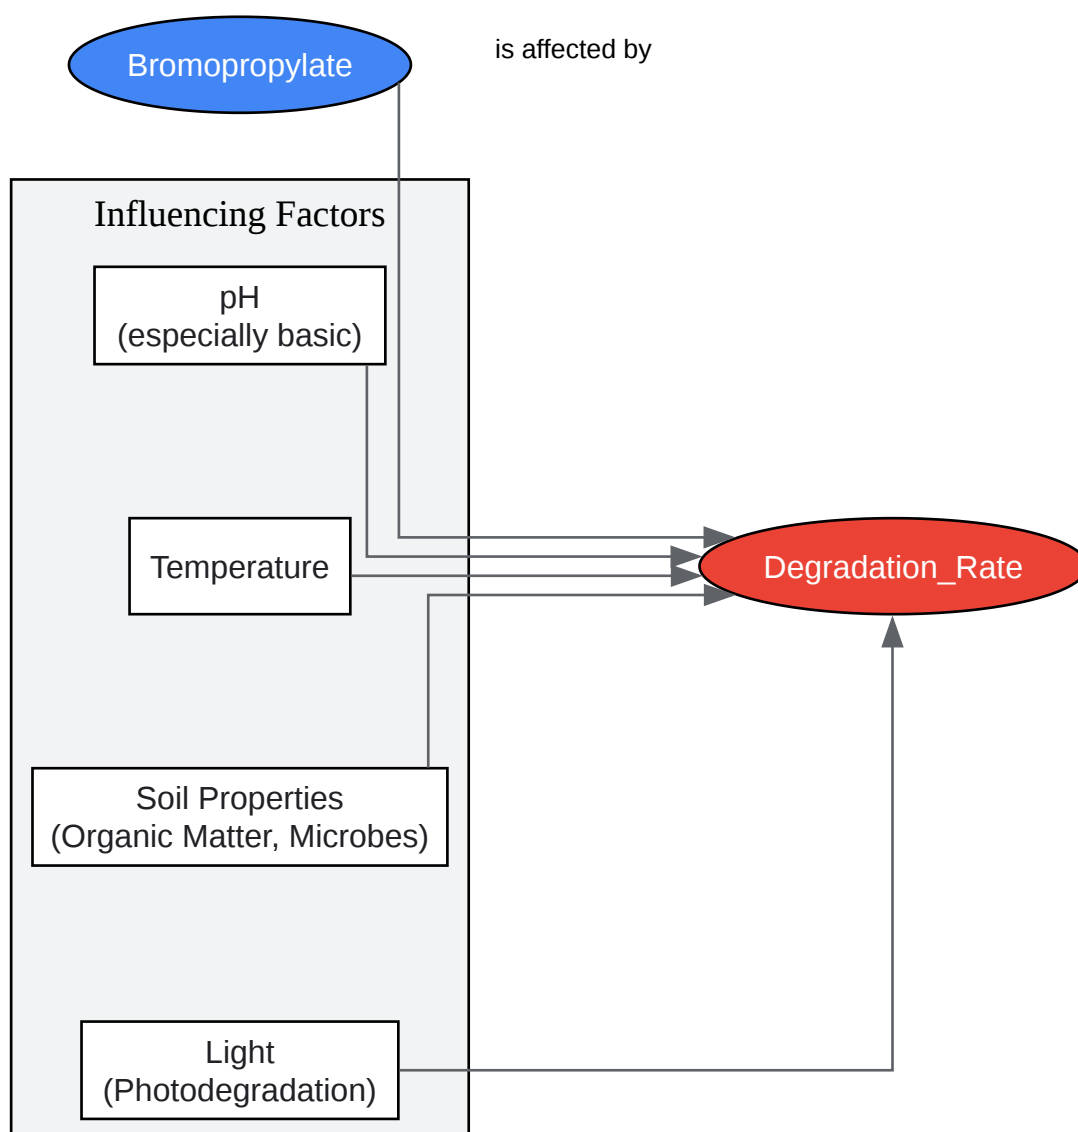 Bromopropylate
is affected by
Influencing Factors
pH
(especially basic)
Temperature
Degradation_Rate
Soil Properties
(Organic Matter, Microbes)
Light
(Photodegradation)